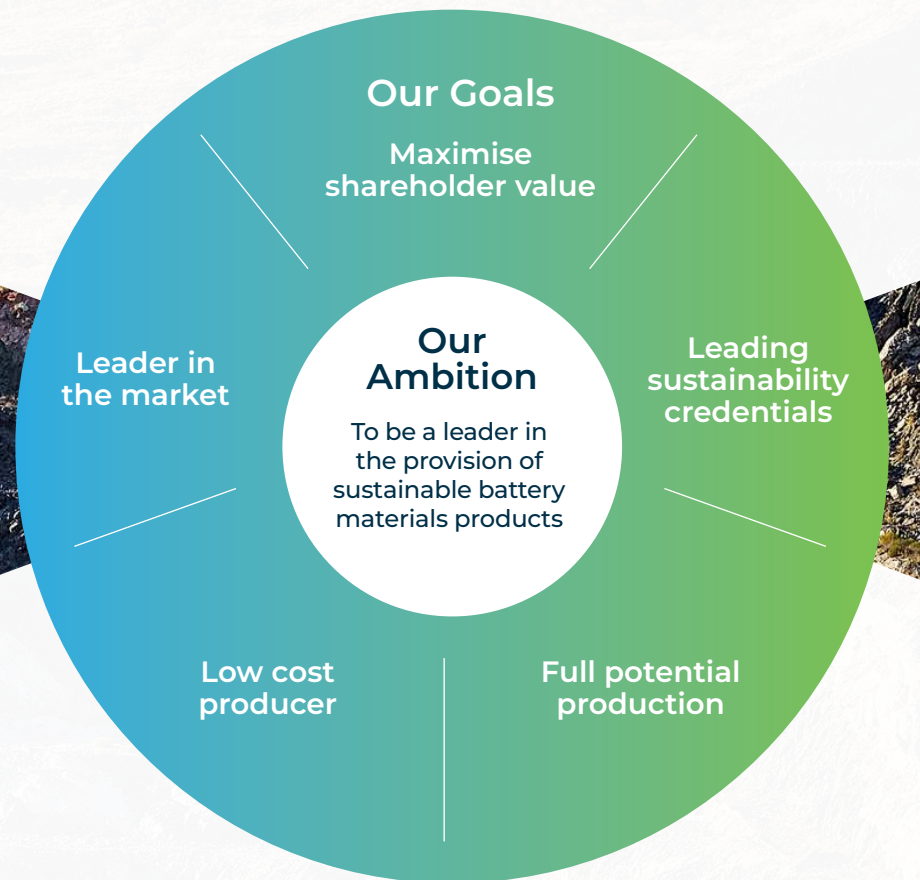 Our Goals
Maximise
shareholder value
Leader in
the market
Our
Ambition
To be a leader in
the provision of
sustainable battery
materials products
Leading
sustainability
credentials
Low cost
producer
Full potential
production